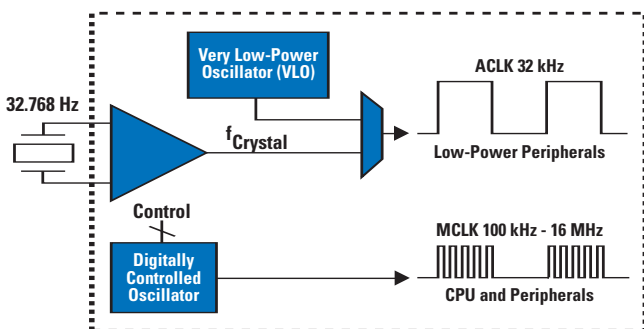 Very Low-Power
Oscillator (VLO)
ACLK 32 kHz
32.768 Hz
fCrystal
Low-Power Peripherals
Control
MCLK 100 kHz - 16 MHz
Digitally
Controlled
Oscillator
CPU and Peripherals